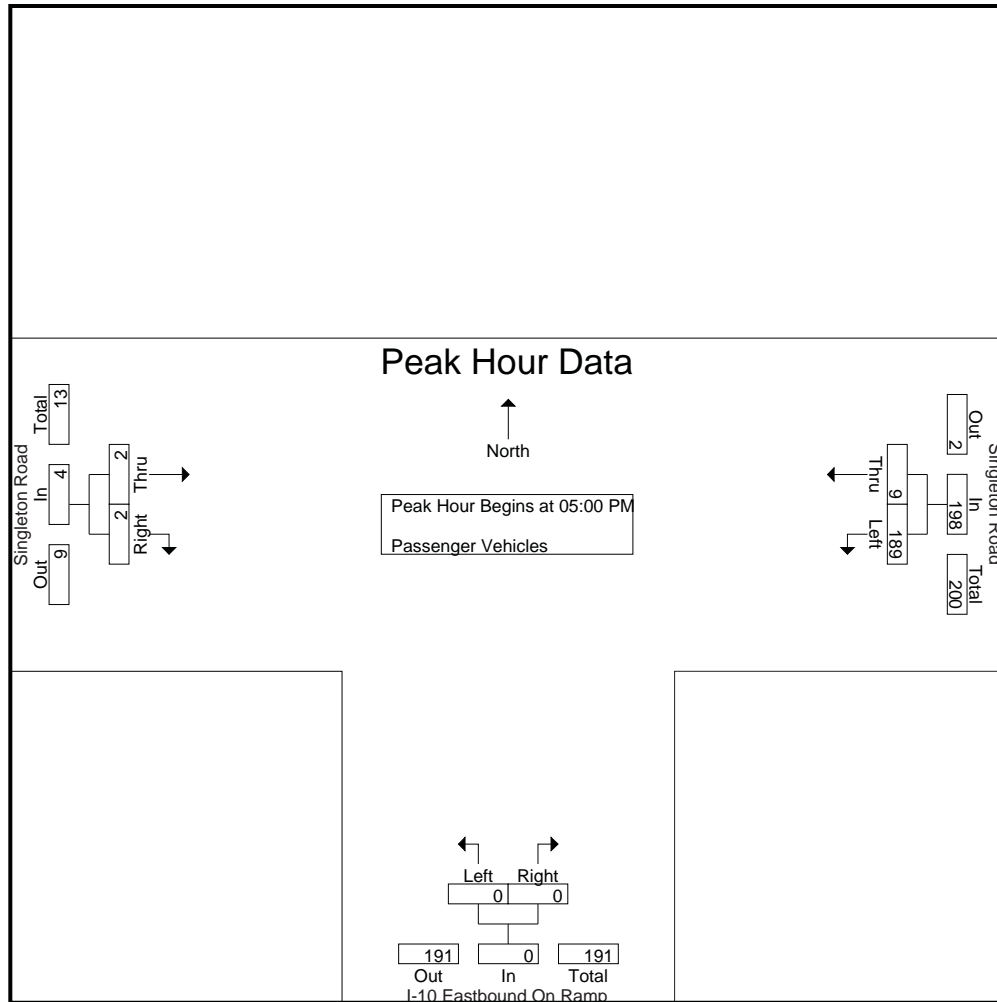 Peak Hour Data
North
Peak Hour Begins at 05:00 PM
Passenger Vehicles
Singleton Road
Total
13
In
4
Out
9
Thru
2
Right
2
Singleton Road
Out
2
In
198
Total
200
Thru
9
Left
189
Left Right
0 0
191 0 191
Out In Total
I-10 Eastbound On Ramp